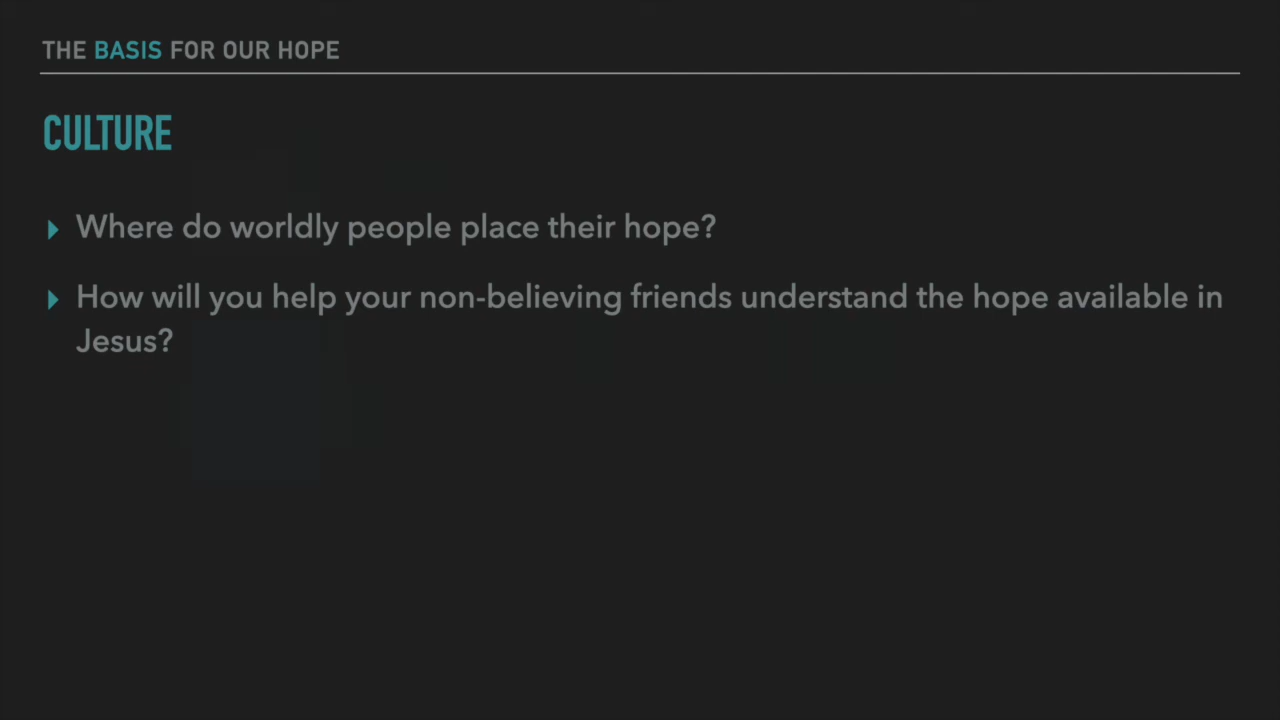 THE BASIS FOR OUR HOPE
CULTURE
Where do worldly people place their hope?
How will you help your non-believing friends understand the hope available in
Jesus?